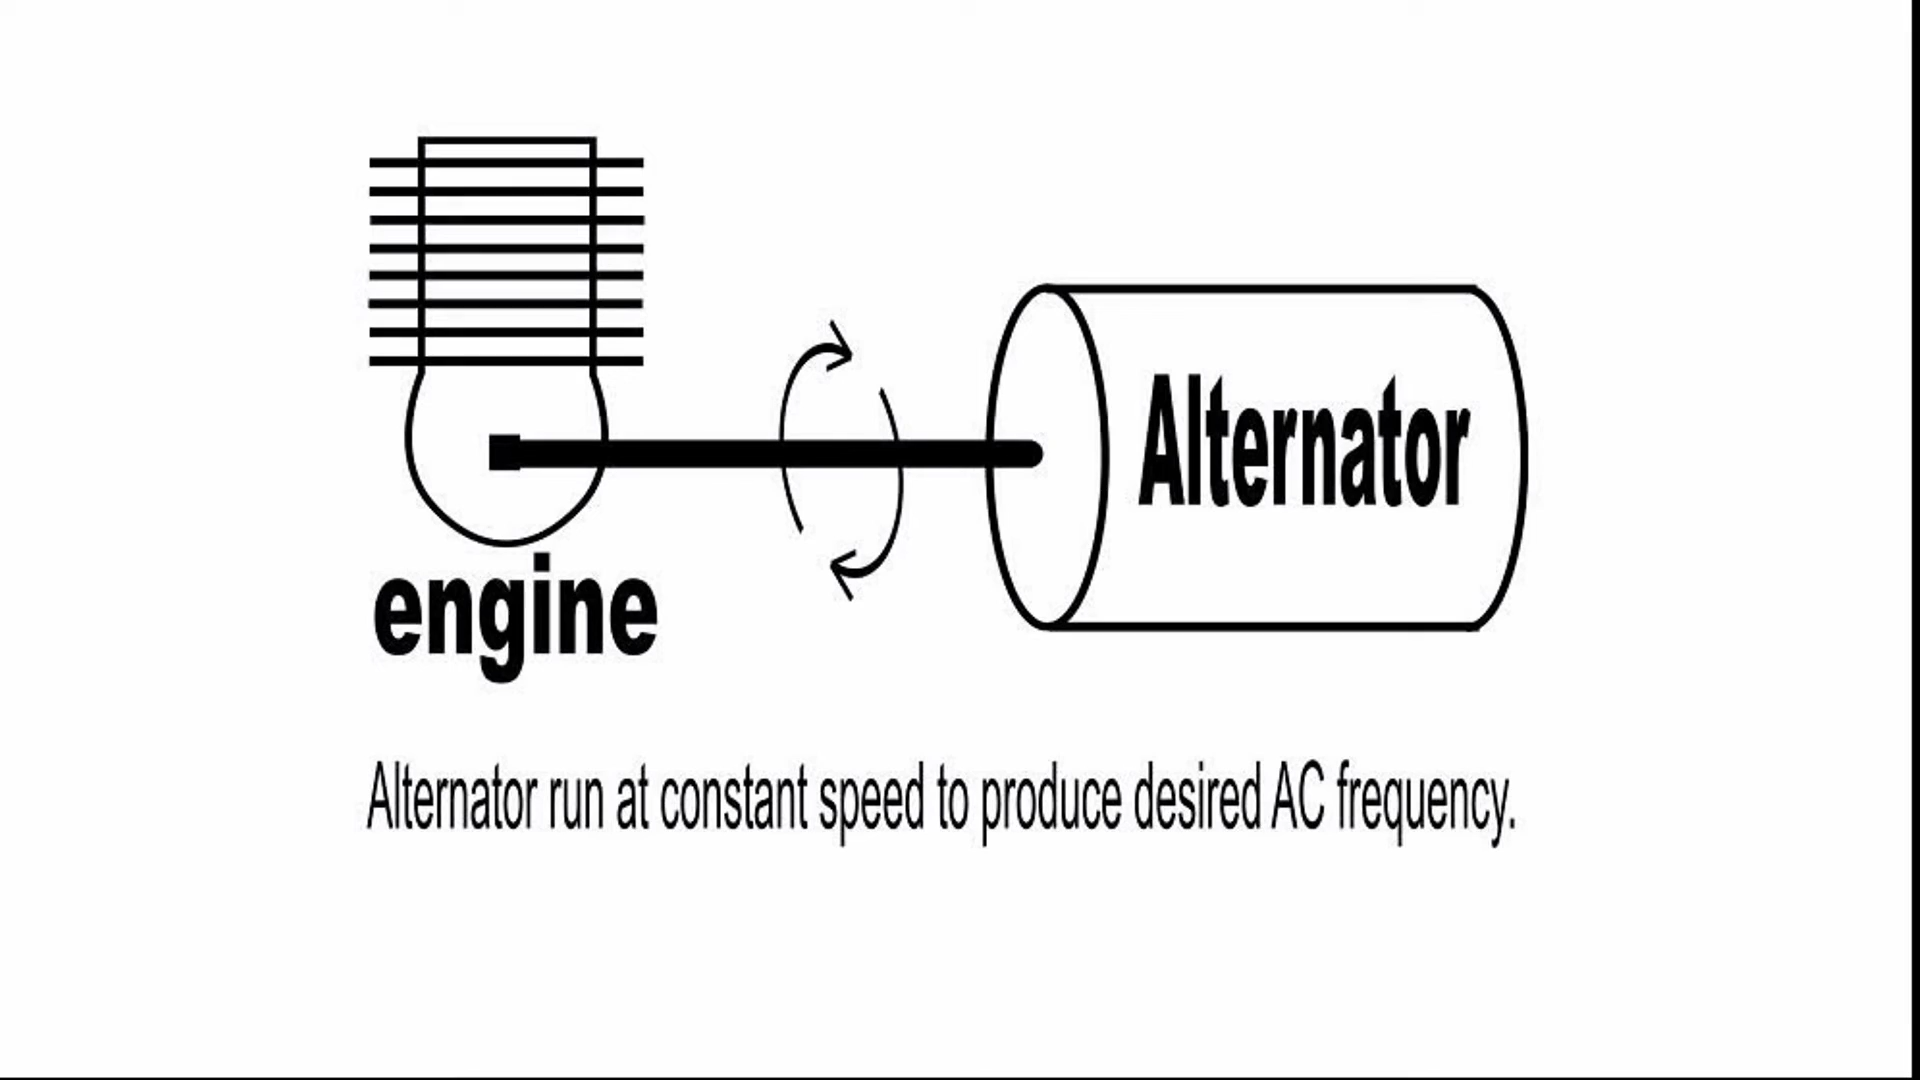 Alternator
engine
Alternator run at constant speed to produce desired AC frequency.